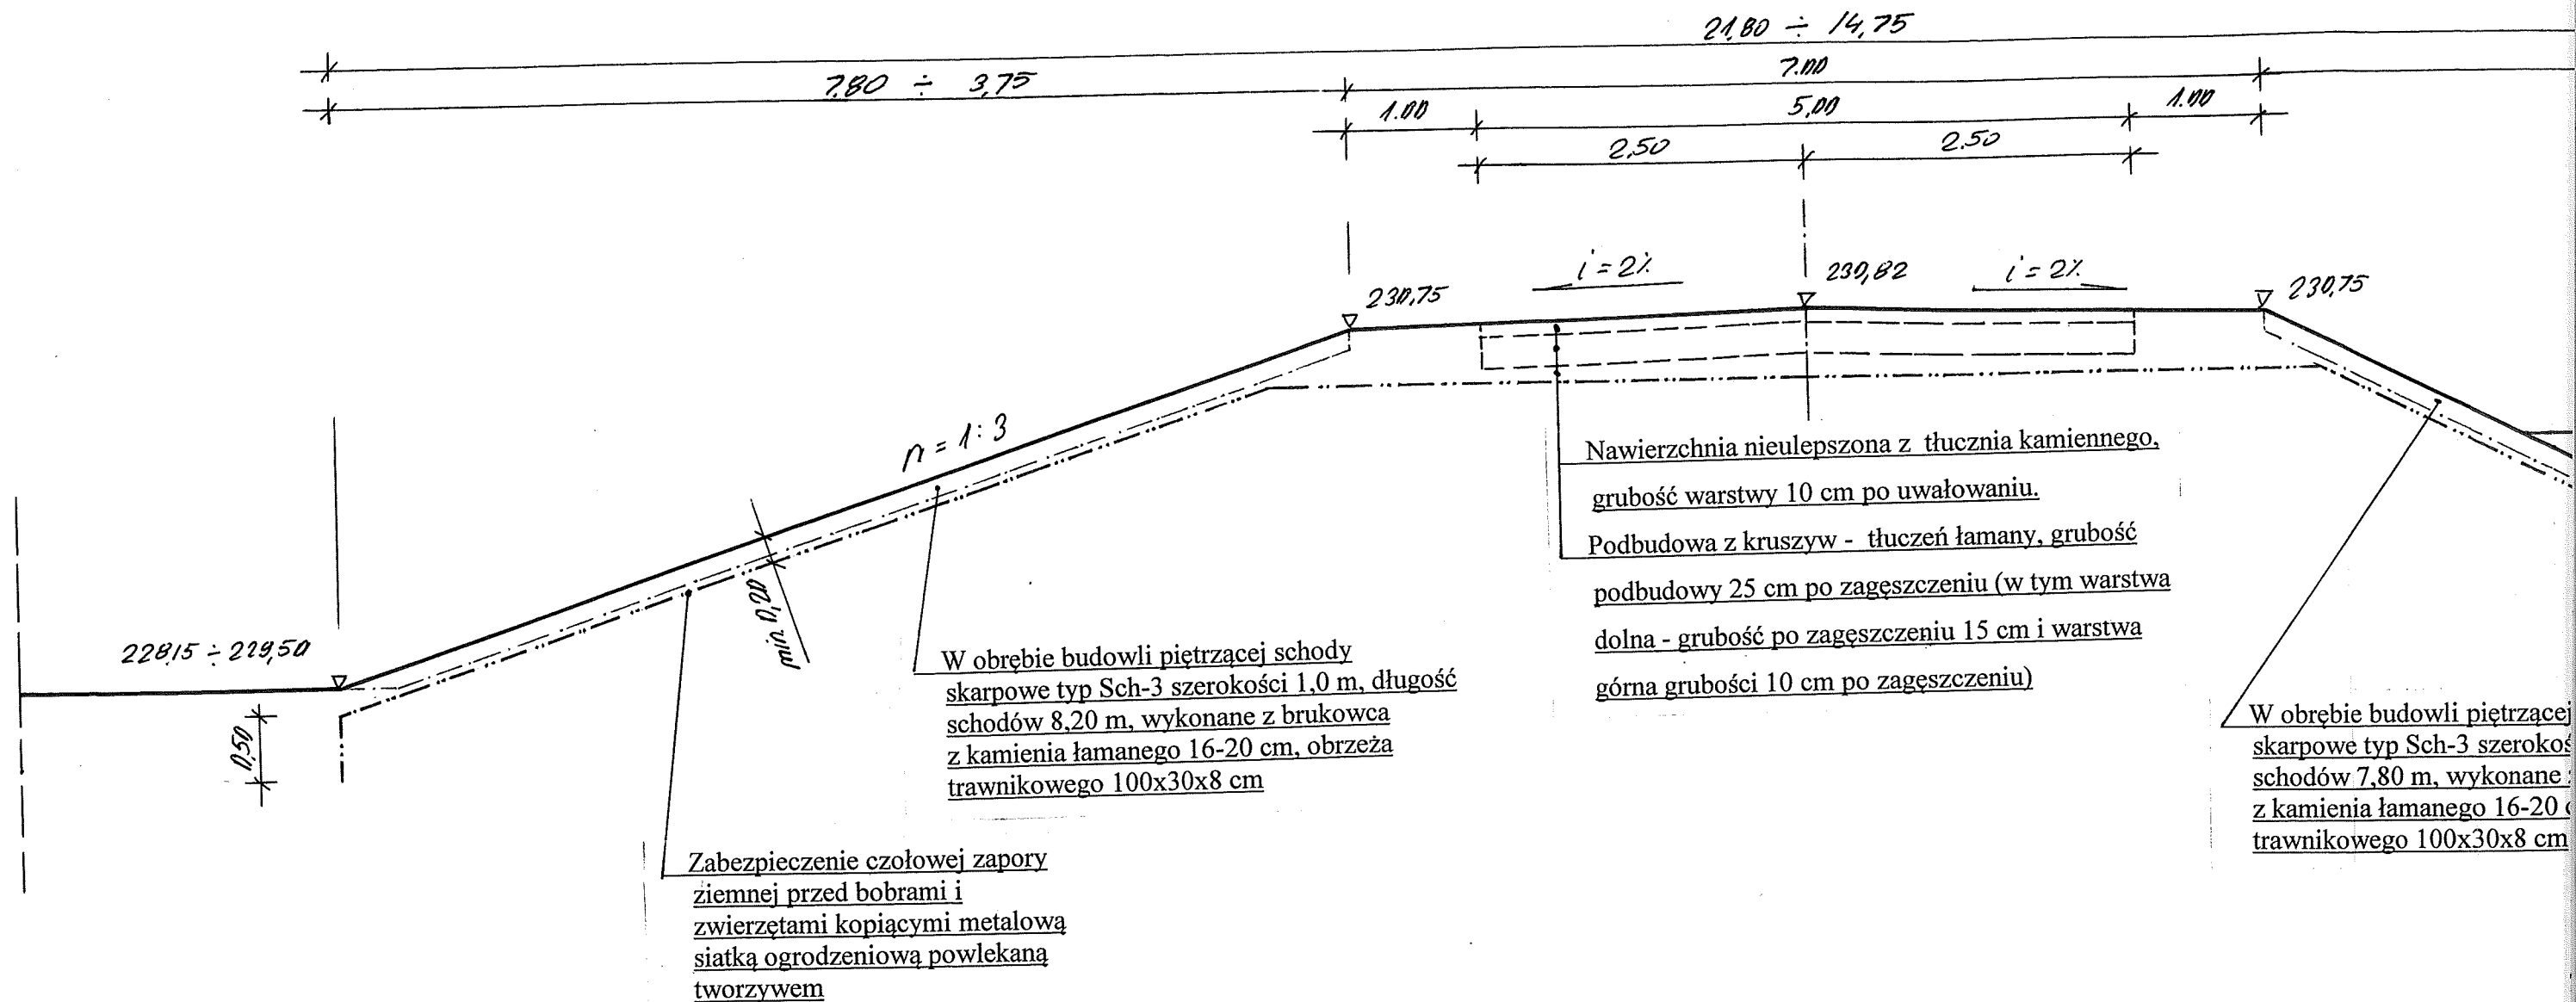 21,80 ÷ 14,75
7,80 ÷ 3,75
7.00
1.00
5,00
1.00
2,50
2.50
i = 2%
230,82
i = 2%
230,75
230,75
n = 1:3
Nawierzchnia nieulepszona z tłucznia kamiennego,
grubość warstwy 10 cm po uwałowaniu.
Podbudowa z kruszyw - tłuczeń łamany, grubość
podbudowy 25 cm po zagęszczeniu (w tym warstwa
dolna - grubość po zagęszczeniu 15 cm i warstwa
górna grubości 10 cm po zagęszczeniu)
min. 0,20
228,15 ÷ 229,50
0,50
W obrębie budowli piętrzącej schody
skarpowe typ Sch-3 szerokości 1,0 m, długość
schodów 8,20 m, wykonane z brukowca
z kamienia łamanego 16-20 cm, obrzeża
trawnikowego 100x30x8 cm
W obrębie budowli piętrzącej
skarpowe typ Sch-3 szerokoś
schodów 7,80 m, wykonane
z kamienia łamanego 16-20
trawnikowego 100x30x8 cm
Zabezpieczenie czołowej zapory
ziemnej przed bobrami i
zwierzętami kopiącymi metalową
siatką ogrodzeniową powlekaną
tworzywem